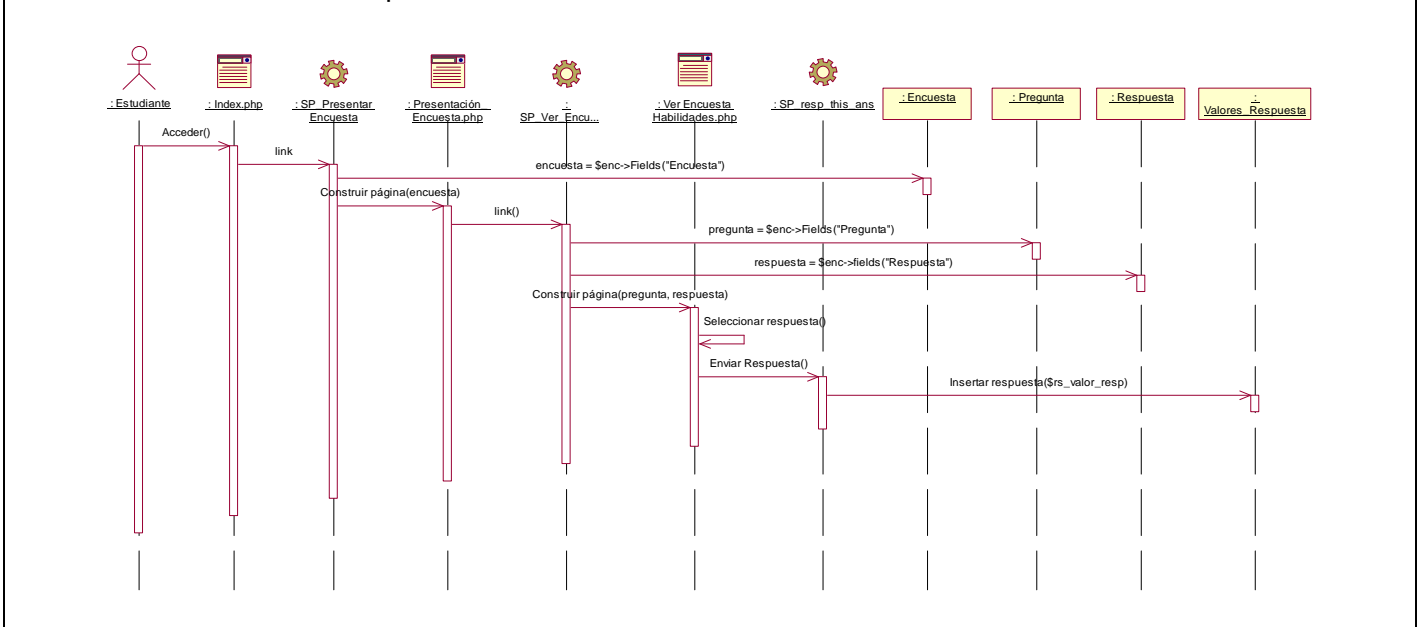 : Estudiante
: Index.php
: SP_Presentar
Encuesta
: Presentación_
Encuesta.php
:
SP_Ver_Encu...
: Ver Encuesta
Habilidades.php
: SP_resp_this_ans
: Encuesta
: Pregunta
: Respuesta
:
Valores_Respuesta
Acceder()
link
encuesta = $enc->Fields("Encuesta")
Construir página(encuesta)
link()
pregunta = $enc->Fields("Pregunta")
respuesta = $enc->fields("Respuesta")
Construir página(pregunta, respuesta)
Seleccionar respuesta()
Enviar Respuesta()
Insertar respuesta($rs_valor_resp)